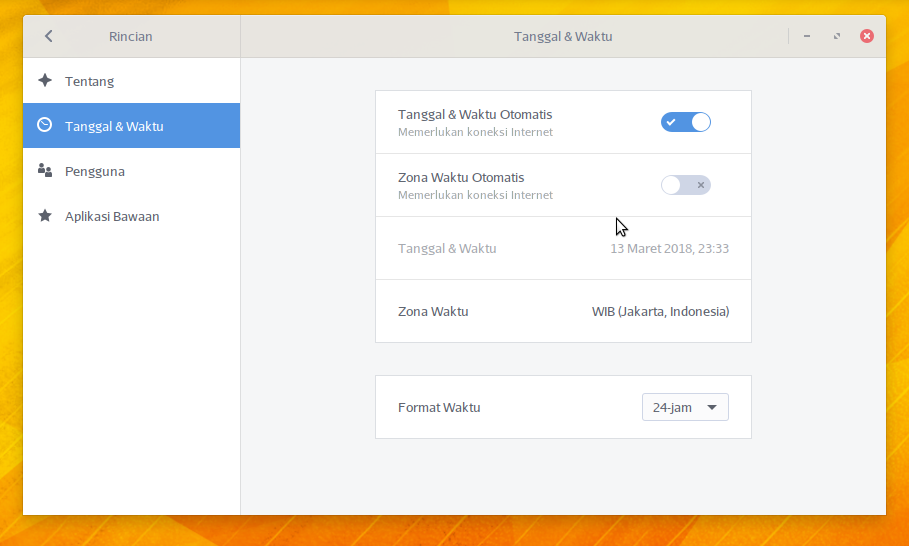 Rincian
Tanggal & Waktu
Tentang
Tanggal & Waktu
Pengguna
Aplikasi Bawaan
Tanggal & Waktu Otomatis
Memerlukan koneksi Internet
Zona Waktu Otomatis
Memerlukan koneksi Internet
Tanggal & Waktu 13 Maret 2018, 23:33
Zona Waktu WIB (Jakarta, Indonesia)
Format Waktu 24-jam